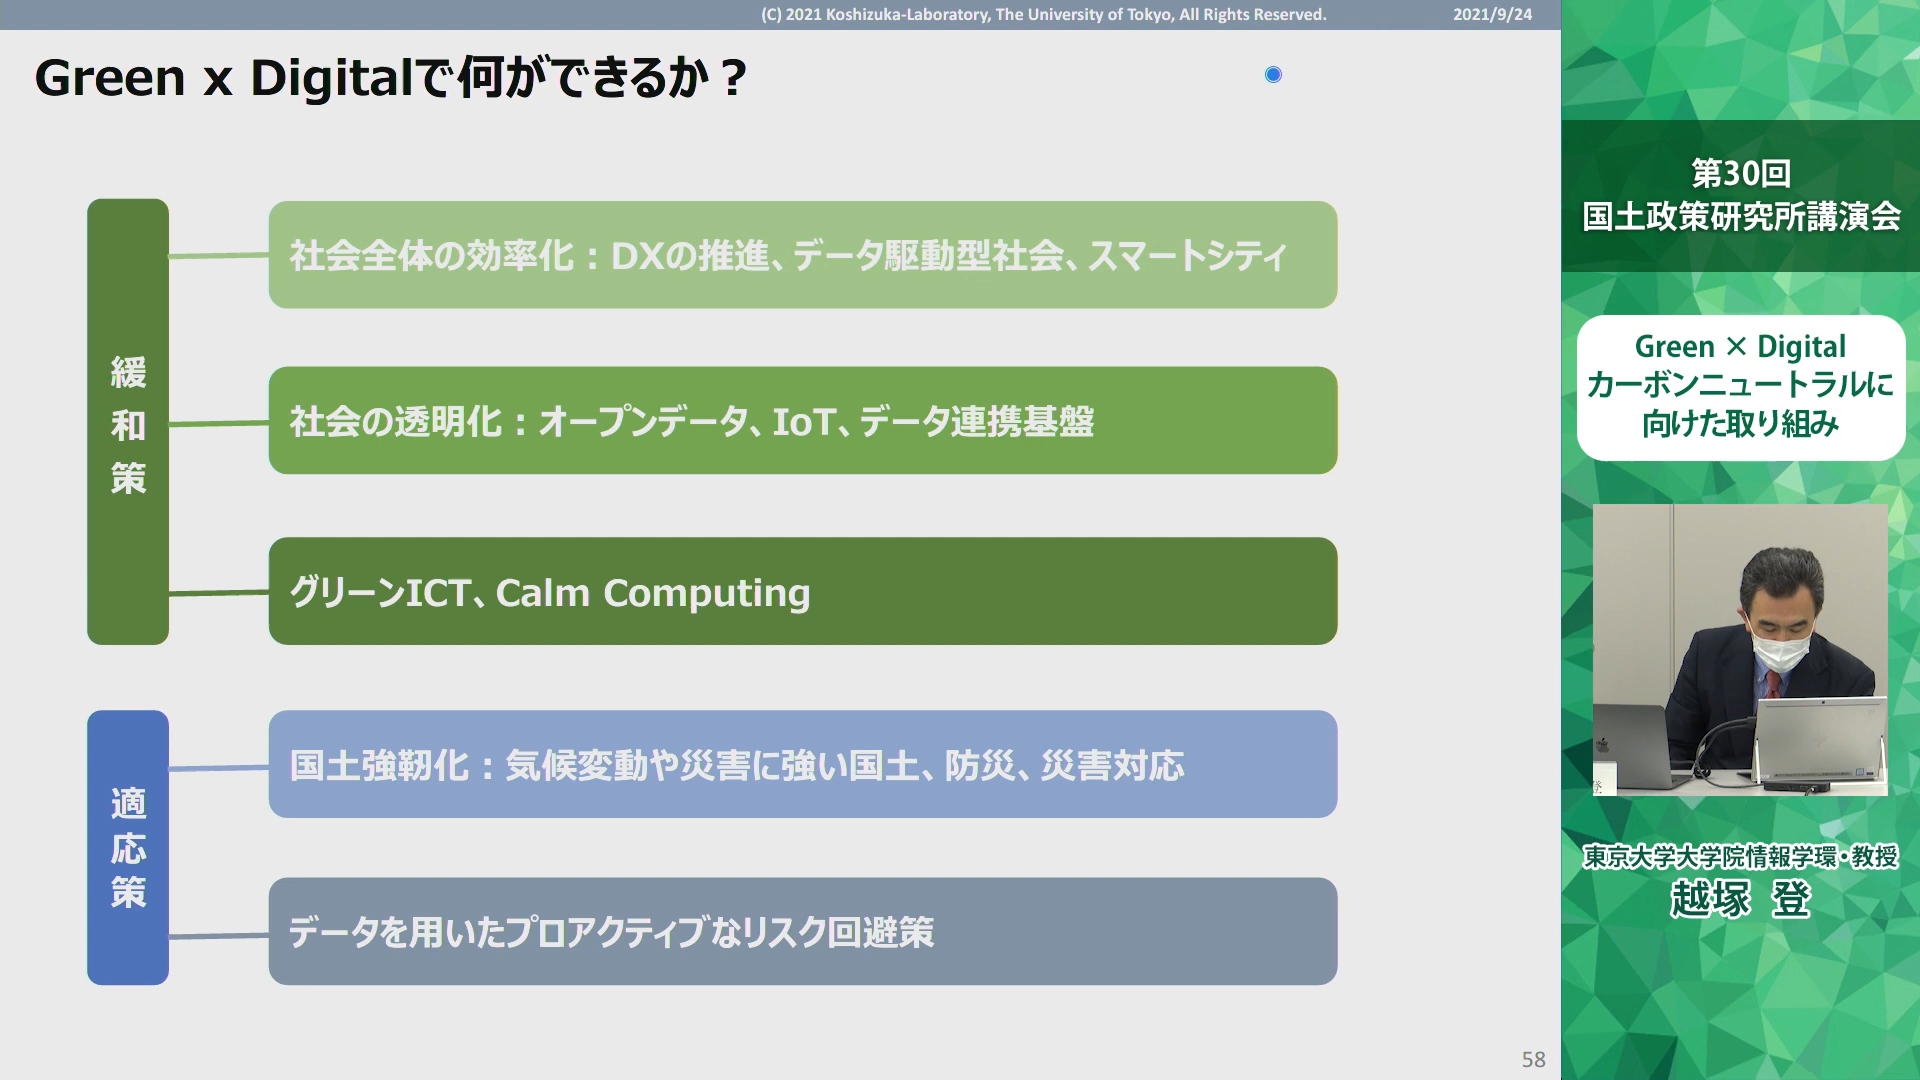 (C) 2021 Koshizuka-Laboratory, The University of Tokyo, All Rights Reserved.
2021/9/24
Green x Digitalで何ができるか？
緩和策
社会全体の効率化：DXの推進、データ駆動型社会、スマートシティ
社会の透明化：オープンデータ、IoT、データ連携基盤
グリーンICT、Calm Computing
適応策
国土強靭化：気候変動や災害に強い国土、防災、災害対応
データを用いたプロアクティブなリスク回避策
58
第30回
国土政策研究所講演会
Green × Digital
カーボンニュートラルに
向けた取り組み
登
東京大学大学院情報学環・教授
越塚 登